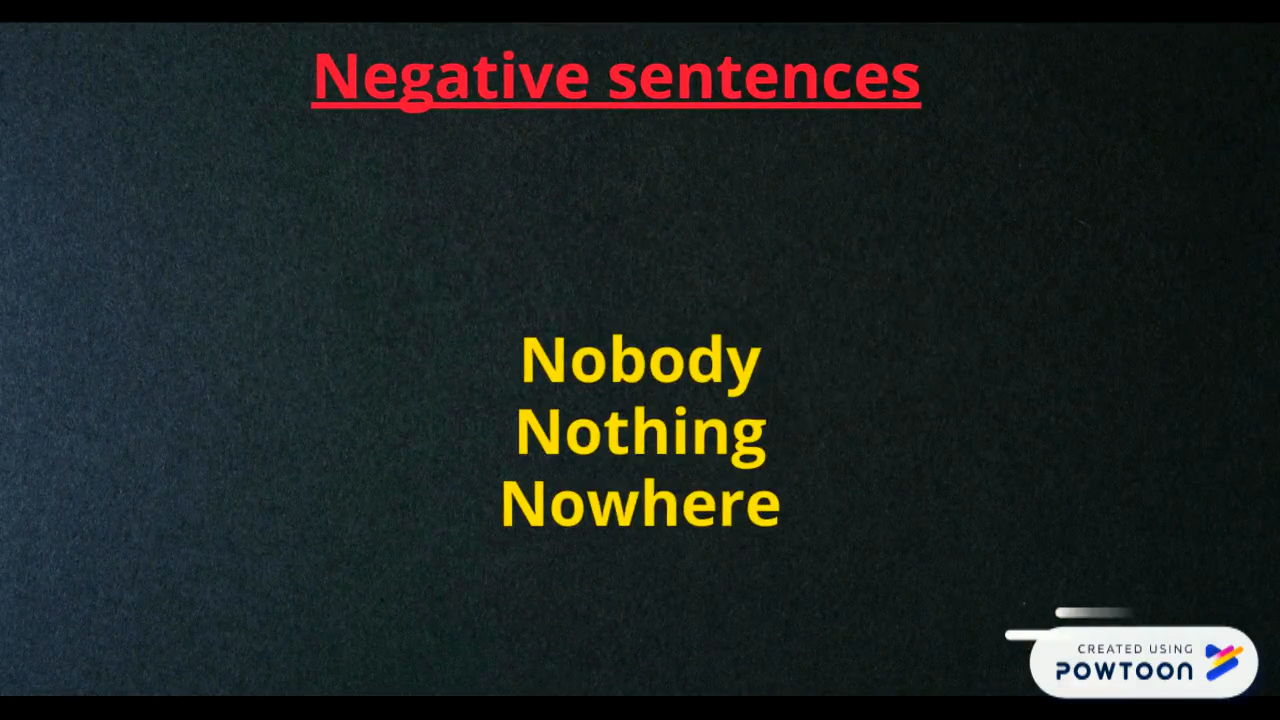 Negative sentences
Nobody
Nothing
Nowhere
CREATED USING
POWTOON